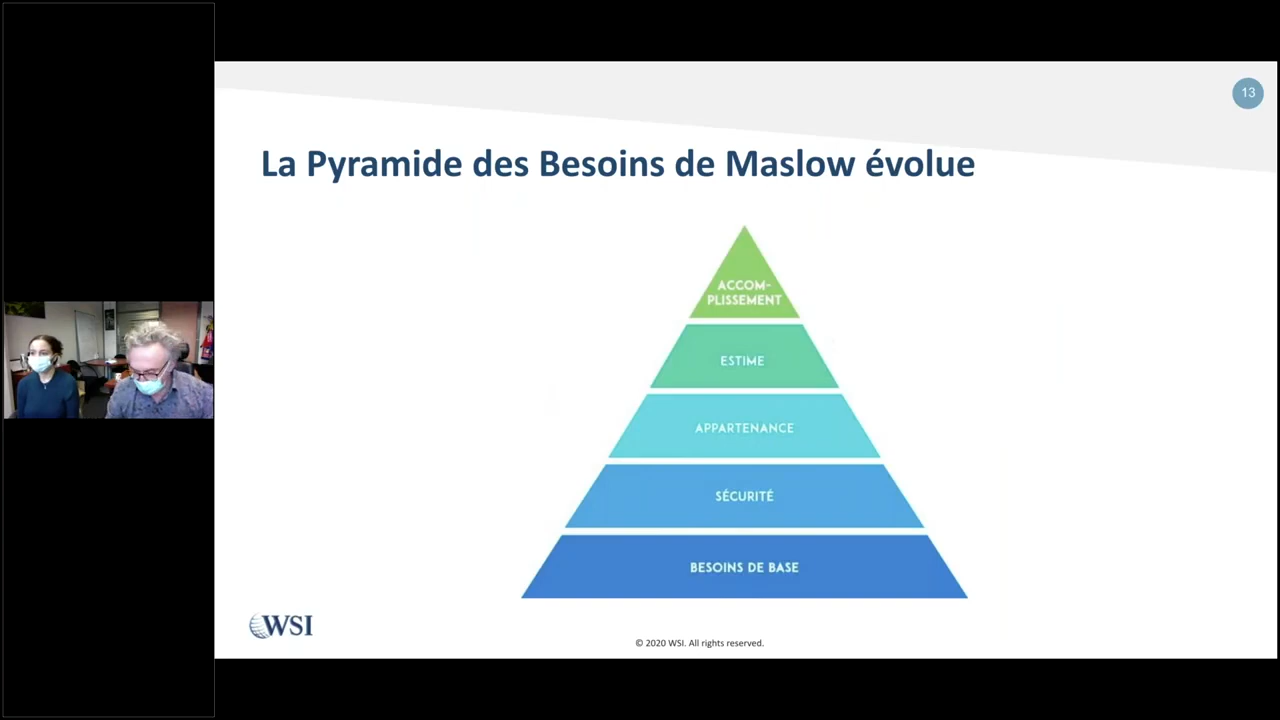 13
La Pyramide des Besoins de Maslow évolue
ACCOM-
PLISSEMENT
ESTIME
APPARTENANCE
SÉCURITÉ
BESOINS DE BASE
WSI
© 2020 WSI. All rights reserved.